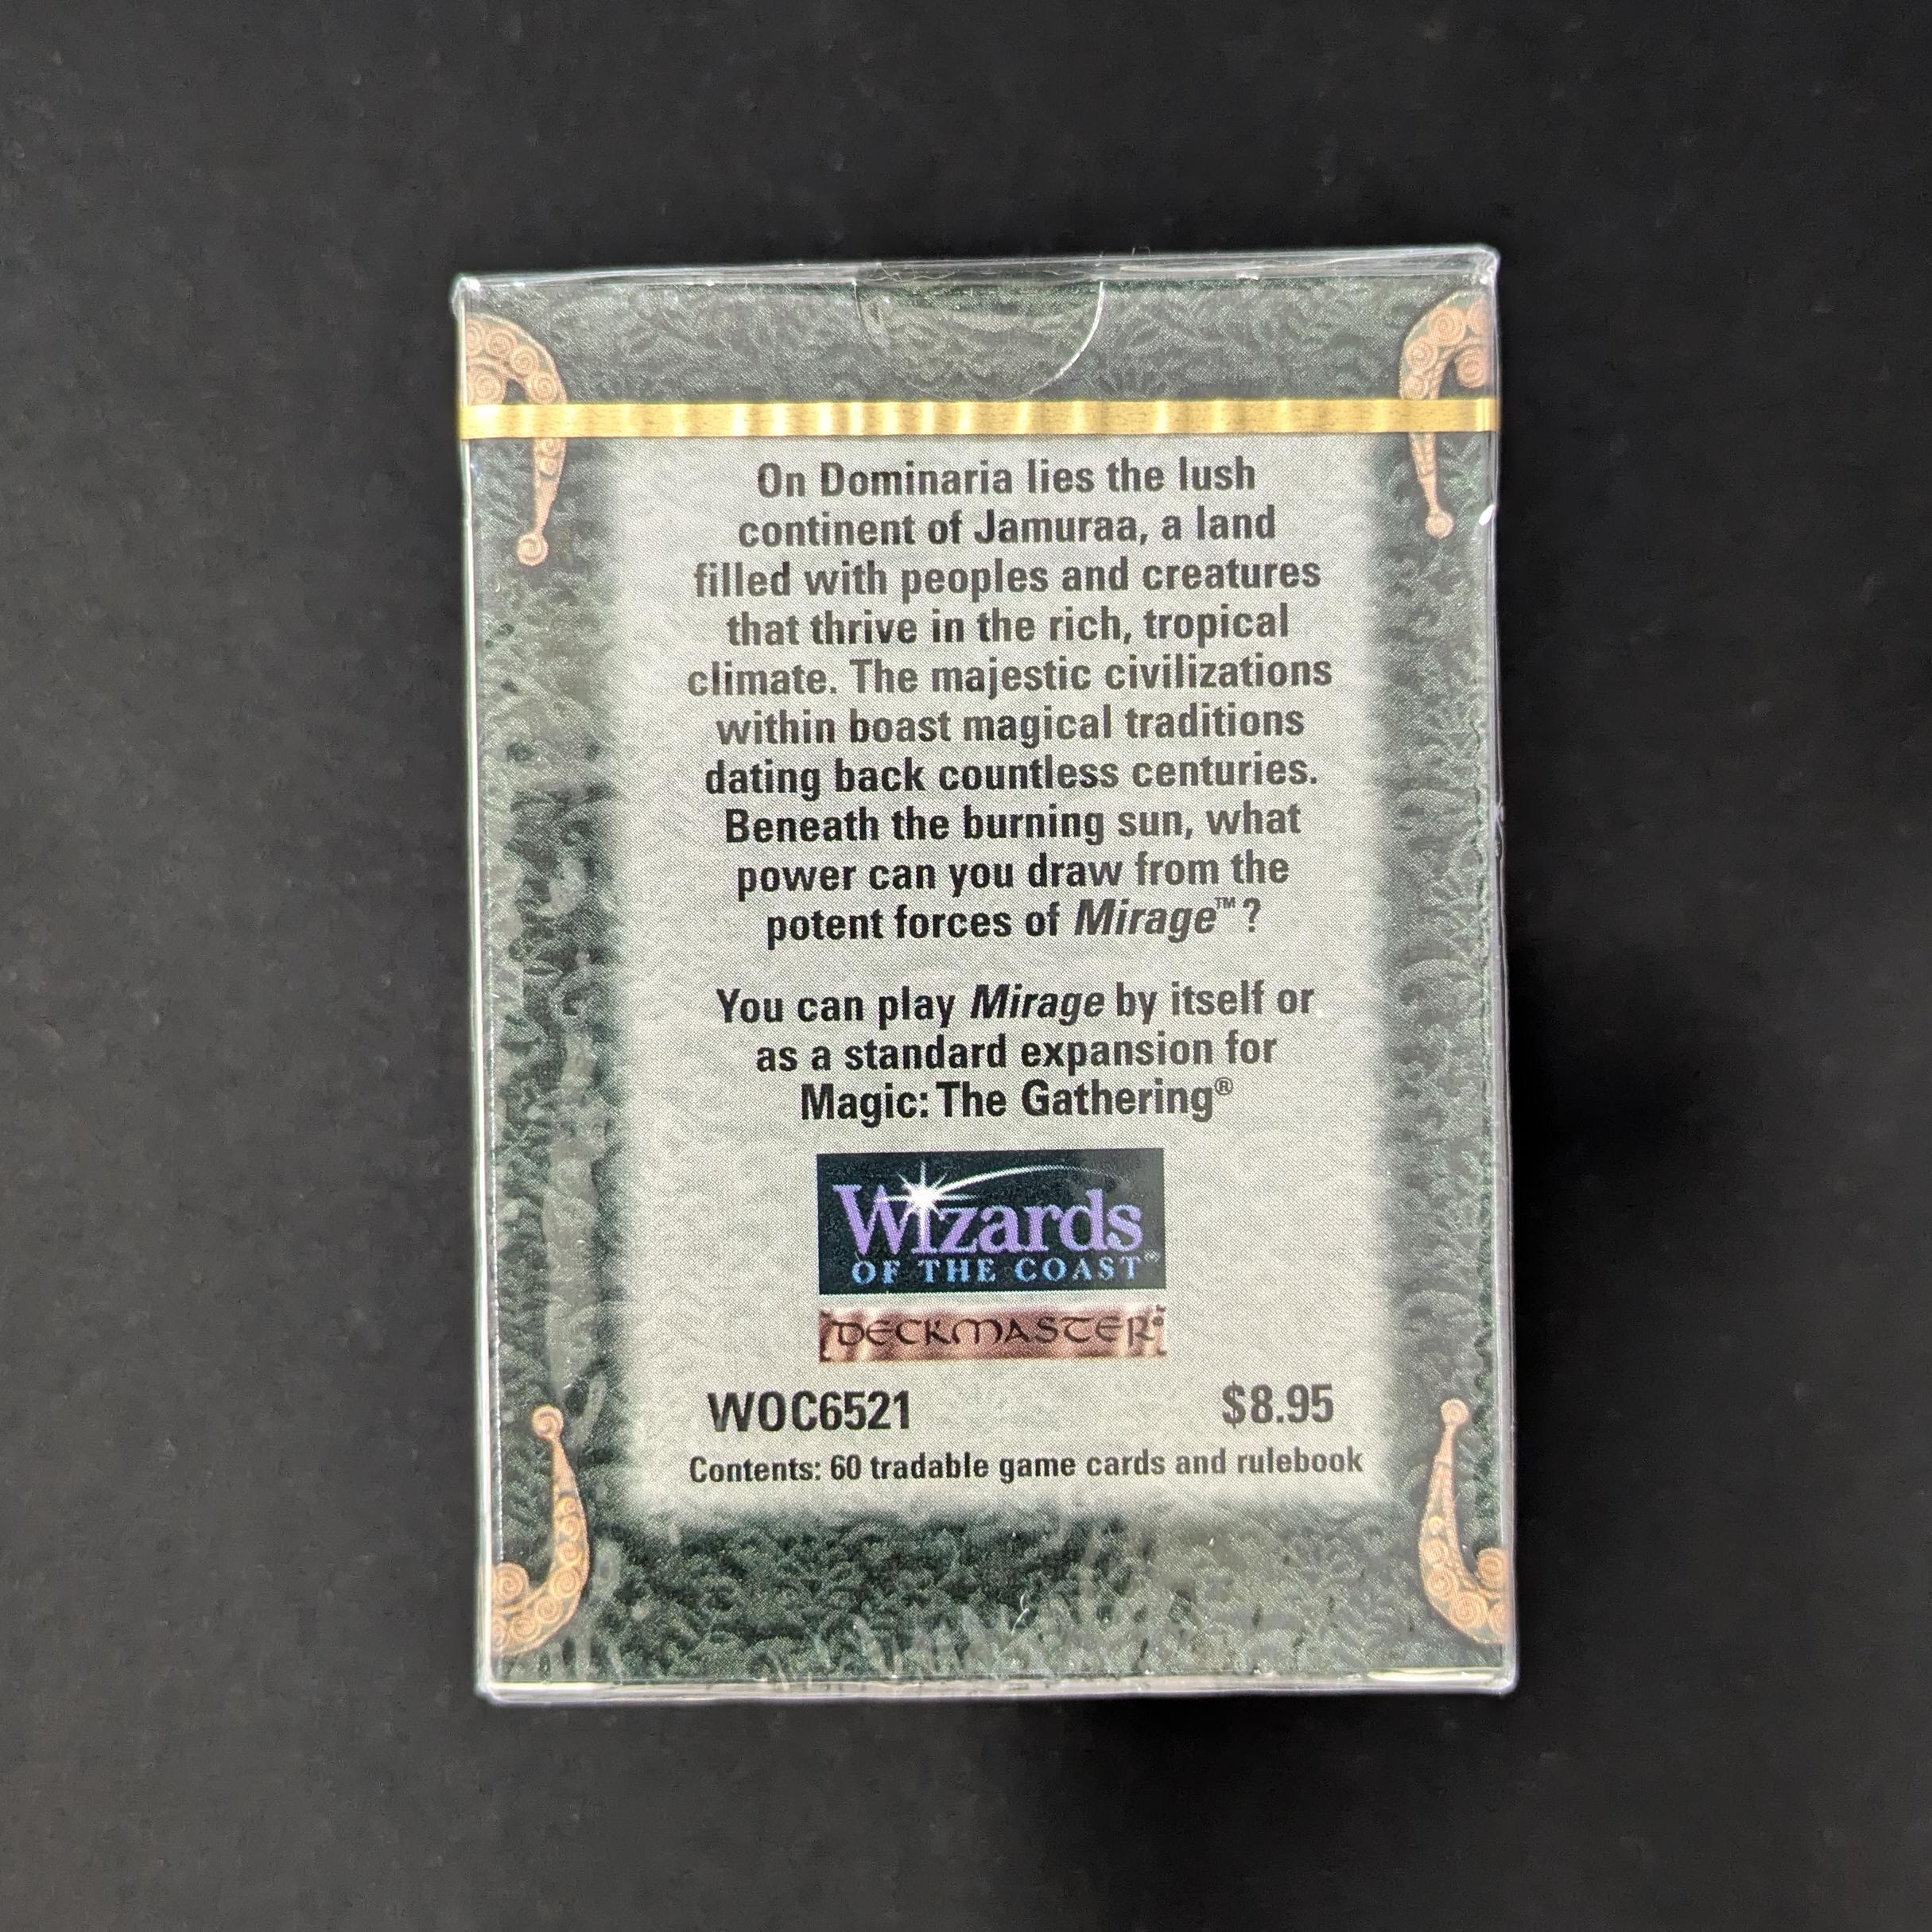 On Dominaria lies the lush
continent of Jamuraa, a land
filled with peoples and creatures
that thrive in the rich, tropical
climate. The majestic civilizations
within boast magical traditions
dating back countless centuries.
Beneath the burning sun, what
power can you draw from the
potent forces of Mirage™?
You can play Mirage by itself or
as a standard expansion for
Magic: The Gathering®
Wizards
OF THE COAST®
DECKMASTER®
WOC6521 $8.95
Contents: 60 tradable game cards and rulebook